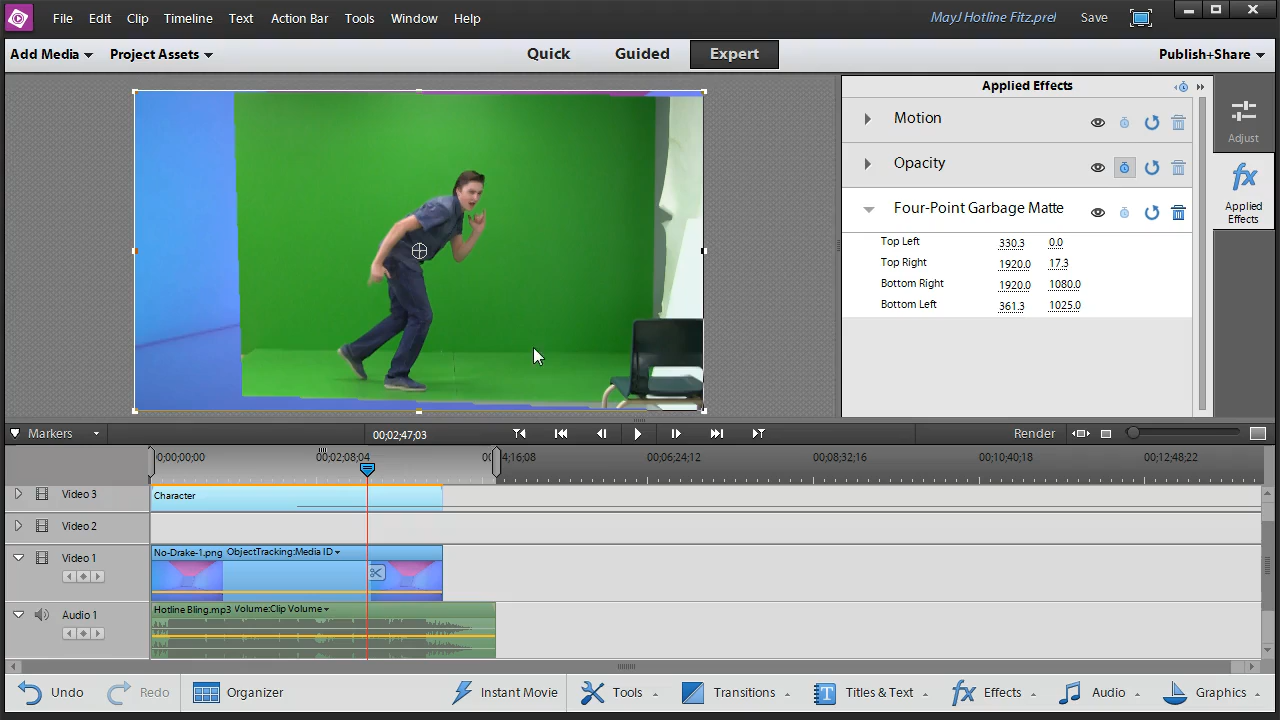 File Edit Clip Timeline Text Action Bar Tools Window Help MayJ Hotline Fitz.prel Save
Add Media Project Assets Quick Guided Expert Publish+Share
Applied Effects
Motion
Adjust
Opacity
Applied Effects
Four-Point Garbage Matte
Top Left 330.3 0.0
Top Right 1920.0 17.3
Bottom Right 1920.0 1080.0
Bottom Left 361.3 1025.0
Markers 00;02;47;03 Render
0;00;00;00 00;02;08;04 4;16;08 00;06;24;12 00;08;32;16 00;10;40;18 00;12;48;22
Video 3 Character
Video 2
Video 1 No-Drake-1.png ObjectTracking:Media ID
Audio 1 Hotline Bling.mp3 Volume:Clip Volume
Undo Redo Organizer Instant Movie Tools Transitions Titles & Text Effects Audio Graphics